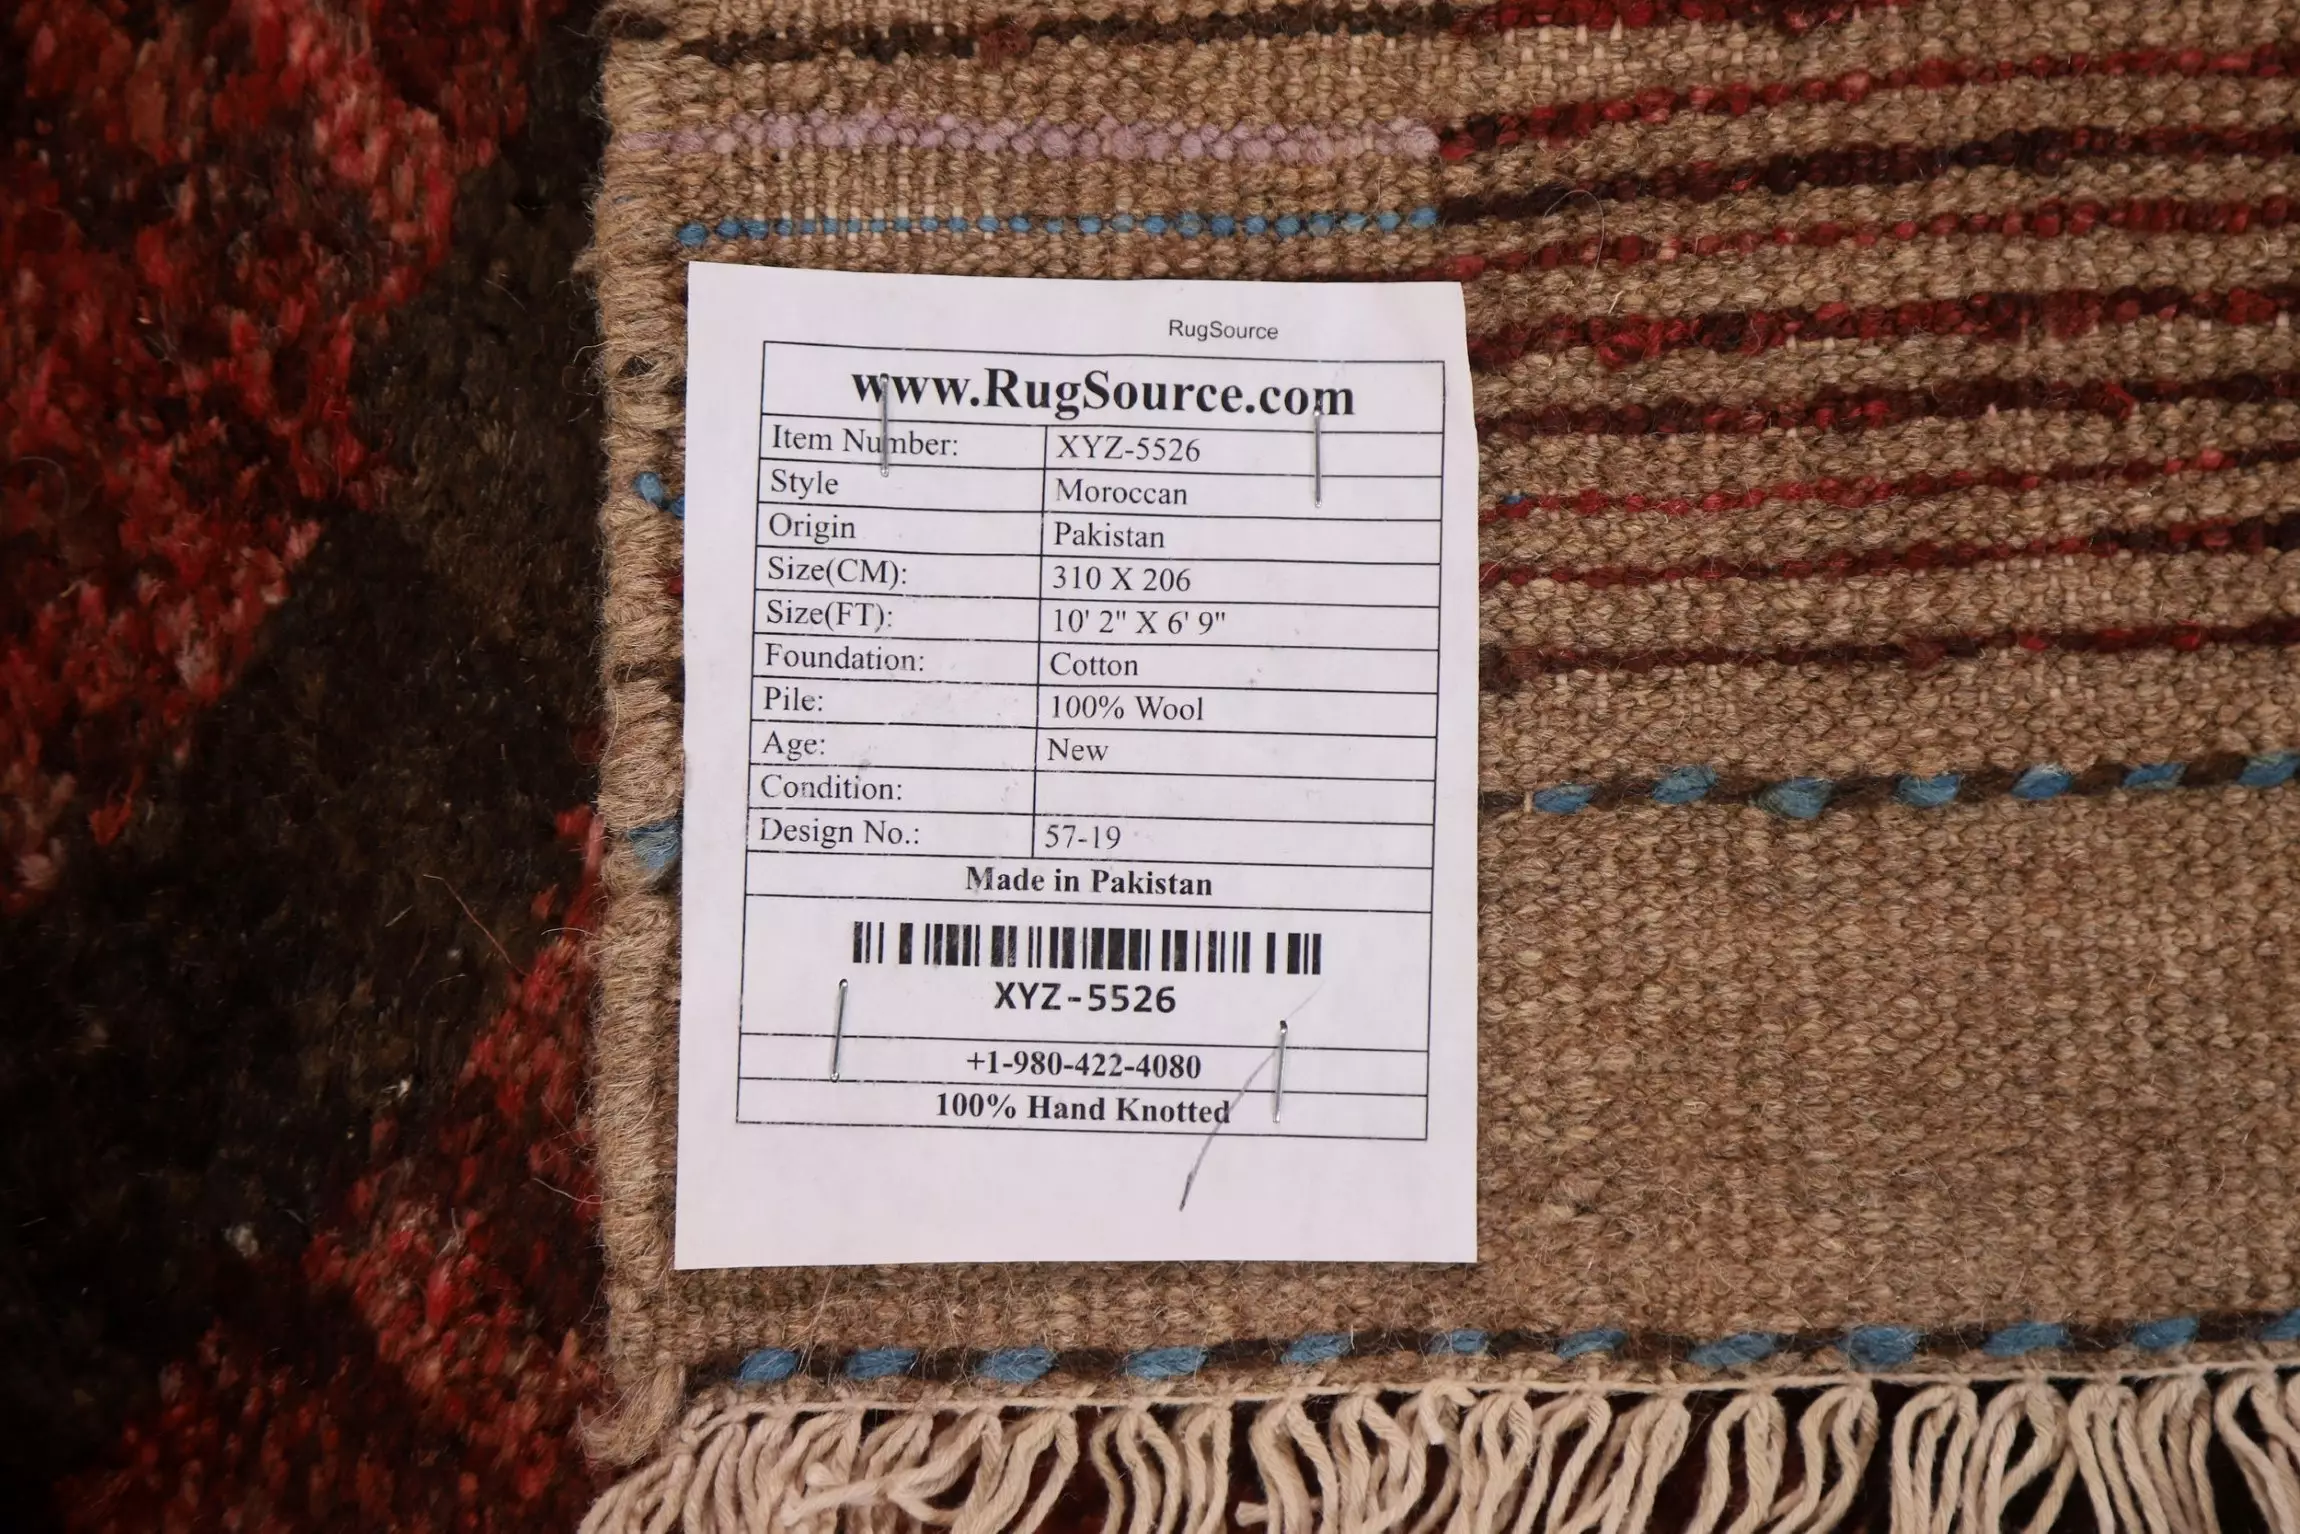 RugSource
www.RugSource.com
Item Number: XYZ-5526
Style Moroccan
Origin Pakistan
Size(CM): 310 X 206
Size(FT): 10' 2" X 6' 9"
Foundation: Cotton
Pile: 100% Wool
Age: New
Condition:
Design No.: 57-19
Made in Pakistan
XYZ-5526
+1-980-422-4080
100% Hand Knotted